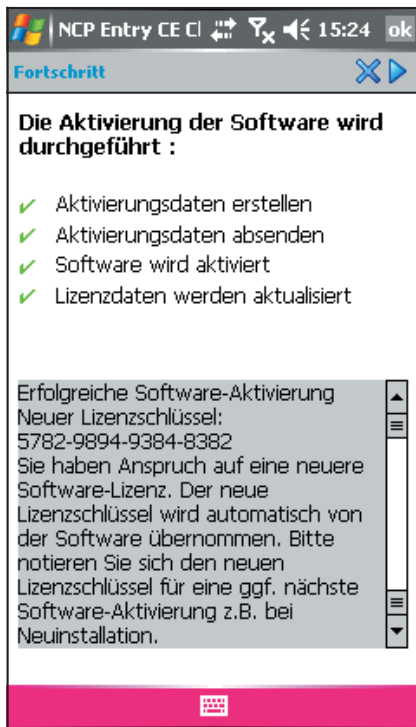 NCP Entry CE Cl 15:24 ok
Fortschritt
Die Aktivierung der Software wird
durchgeführt :
Aktivierungsdaten erstellen
Aktivierungsdaten absenden
Software wird aktiviert
Lizenzdaten werden aktualisiert
Erfolgreiche Software-Aktivierung
Neuer Lizenzschlüssel:
5782-9894-9384-8382
Sie haben Anspruch auf eine neuere
Software-Lizenz. Der neue
Lizenzschlüssel wird automatisch von
der Software übernommen. Bitte
notieren Sie sich den neuen
Lizenzschlüssel für eine ggf. nächste
Software-Aktivierung z.B. bei
Neuinstallation.